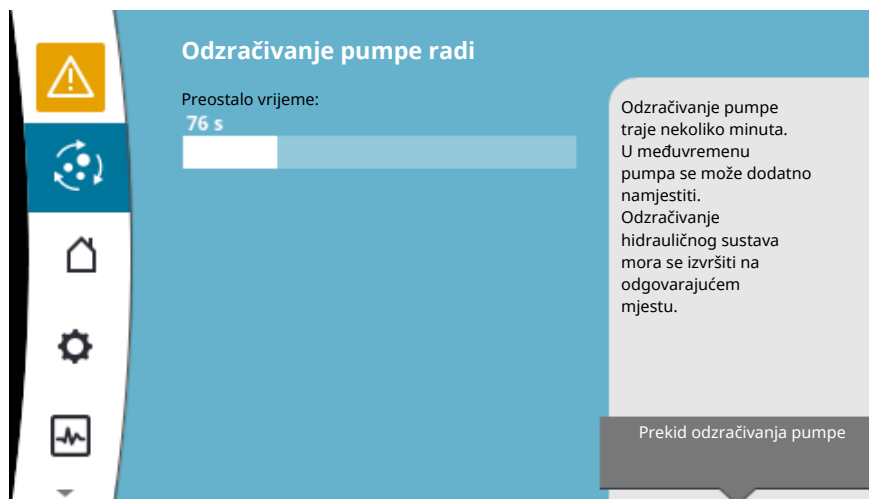 Odzračivanje pumpe radi
Preostalo vrijeme:
76 s
Odzračivanje pumpe
traje nekoliko minuta.
U međuvremenu
pumpa se može dodatno
namjestiti.
Odzračivanje
hidrauličnog sustava
mora se izvršiti na
odgovarajućem
mjestu.
Prekid odzračivanja pumpe